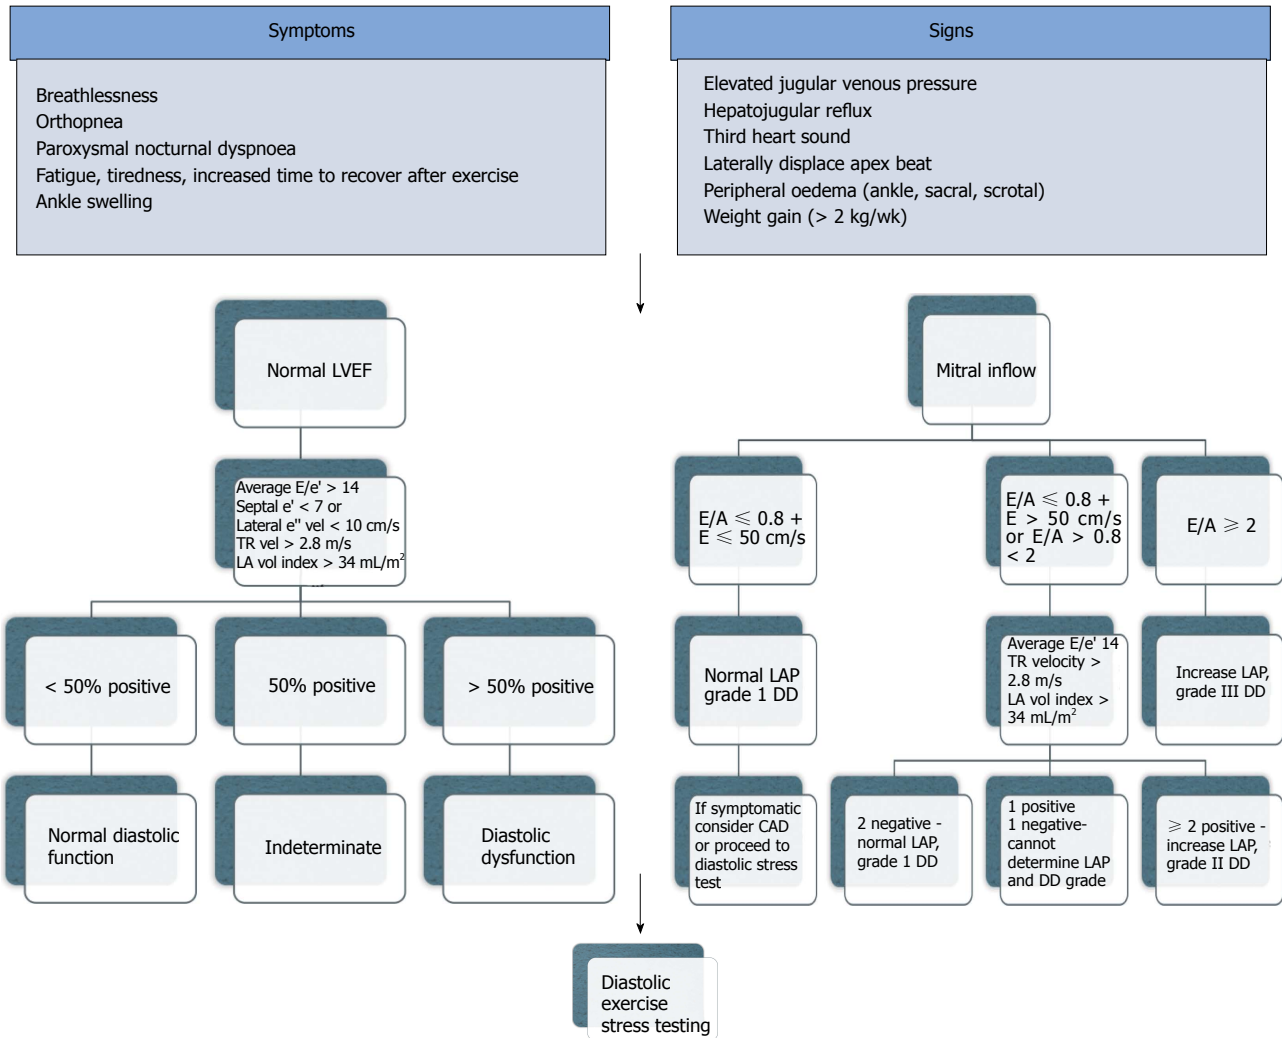 Symptoms
Breathlessness
Orthopnea
Paroxysmal nocturnal dyspnoea
Fatigue, tiredness, increased time to recover after exercise
Ankle swelling
Signs
Elevated jugular venous pressure
Hepatojugular reflux
Third heart sound
Laterally displace apex beat
Peripheral oedema (ankle, sacral, scrotal)
Weight gain (> 2 kg/wk)
Normal LVEF
Average E/e' > 14
Septal e' < 7 or
Lateral e'' vel < 10 cm/s
TR vel > 2.8 m/s
LA vol index > 34 mL/m²
< 50% positive
50% positive
> 50% positive
Normal diastolic
function
Indeterminate
Diastolic
dysfunction
Mitral inflow
E/A ≤ 0.8 +
E ≤ 50 cm/s
E/A ≤ 0.8 +
E > 50 cm/s
or E/A > 0.8
< 2
E/A ≥ 2
Normal LAP
grade 1 DD
Average E/e' 14
TR velocity >
2.8 m/s
LA vol index >
34 mL/m²
Increase LAP,
grade III DD
If symptomatic
consider CAD
or proceed to
diastolic stress
test
2 negative -
normal LAP,
grade 1 DD
1 positive
1 negative-
cannot
determine LAP
and DD grade
≥ 2 positive -
increase LAP,
grade II DD
Diastolic
exercise
stress testing